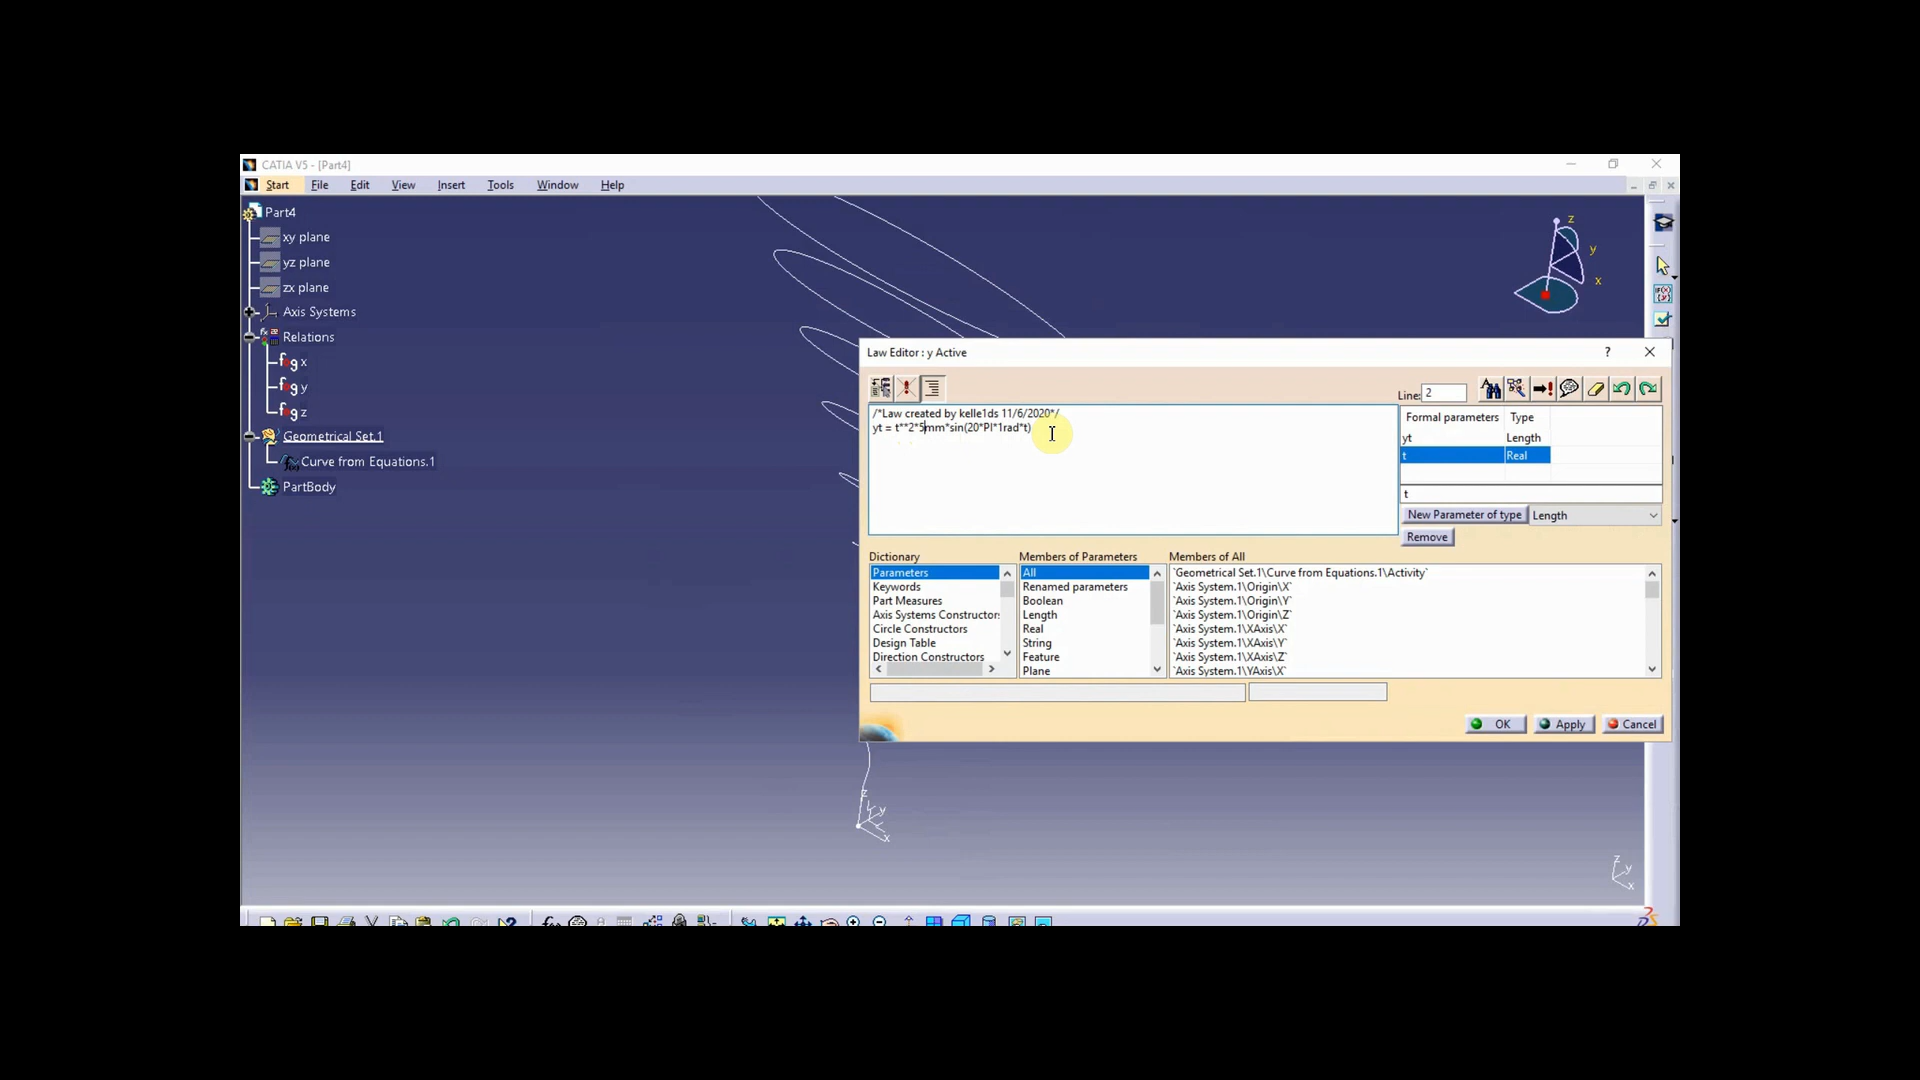 CATIA V5 - [Part4]
Start File Edit View Insert Tools Window Help
Part4
xy plane
yz plane
zx plane
Axis Systems
Relations
x
y
z
Geometrical Set.1
Curve from Equations.1
PartBody
z
y
x
Law Editor : y Active
?
Line: 2
/*Law created by kelle1ds 11/6/2020*/
yt = t**2*5mm*sin(20*PI*1rad*t)
Formal parameters Type
yt Length
t Real
t
New Parameter of type Length
Remove
Dictionary Members of Parameters Members of All
Parameters
Keywords
Part Measures
Axis Systems Constructors
Circle Constructors
Design Table
Direction Constructors
All
Renamed parameters
Boolean
Length
Real
String
Feature
Plane
`Geometrical Set.1\Curve from Equations.1\Activity`
`Axis System.1\Origin\X`
`Axis System.1\Origin\Y`
`Axis System.1\Origin\Z`
`Axis System.1\XAxis\X`
`Axis System.1\XAxis\Y`
`Axis System.1\XAxis\Z`
`Axis System.1\YAxis\X`
OK Apply Cancel
z
y
x
z
y
x